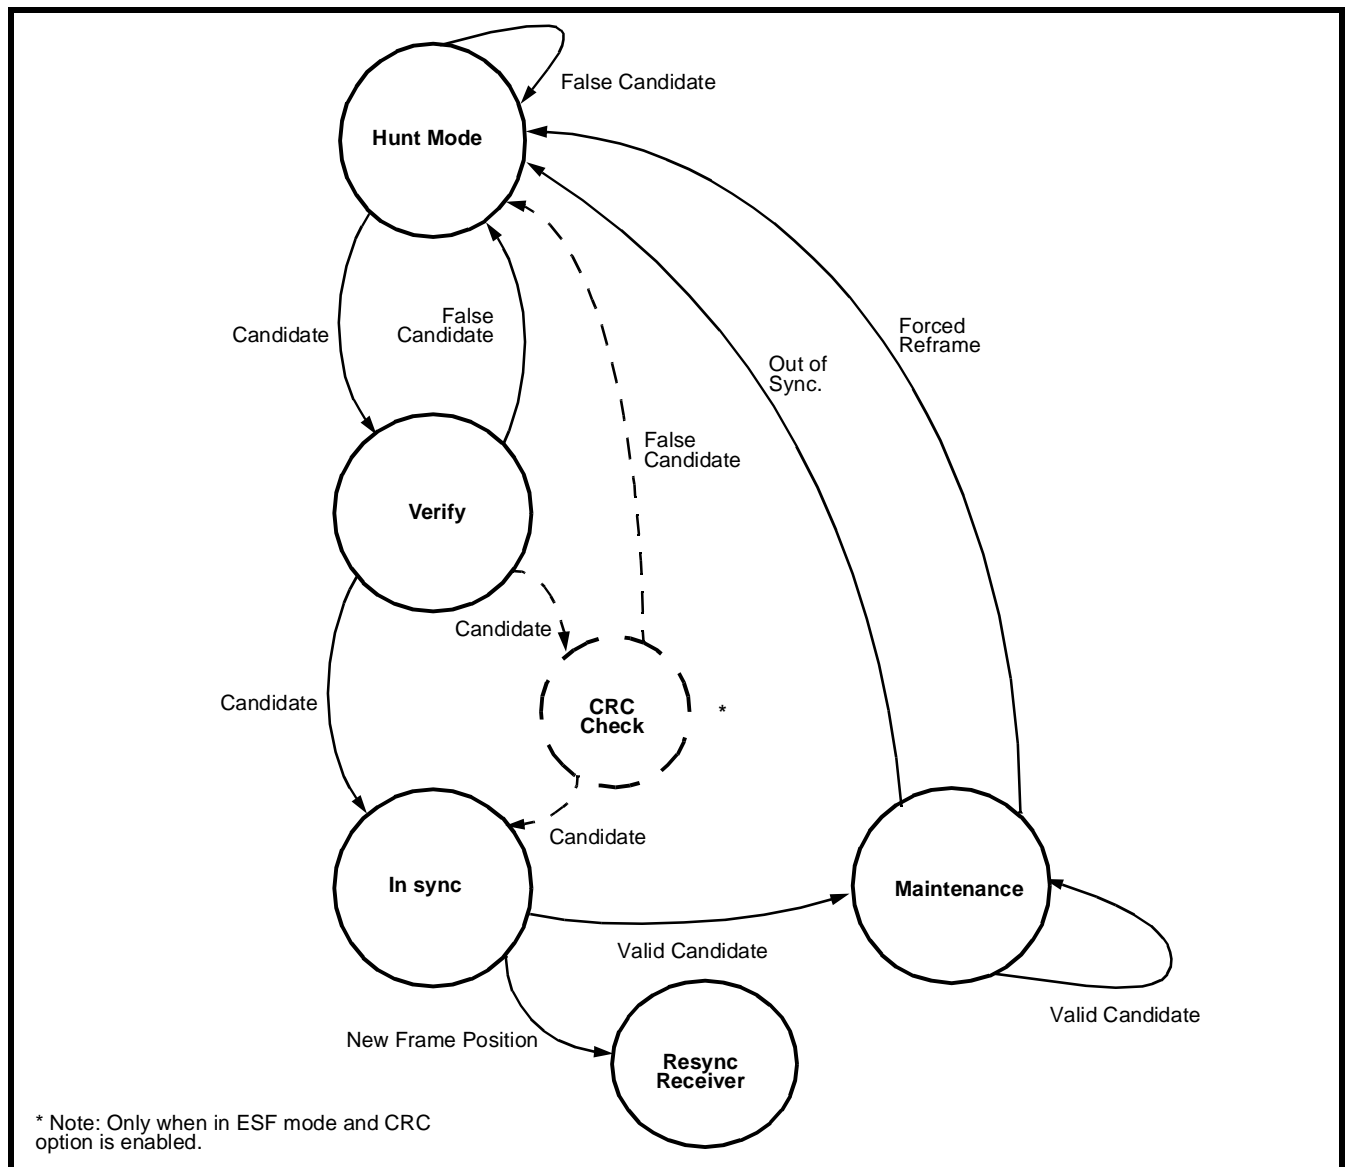 False Candidate
Hunt Mode
False
Candidate
Candidate
Forced
Reframe
Out of
Sync.
False
Candidate
Verify
Candidate
Candidate
CRC
Check
*
Candidate
In sync
Maintenance
Valid Candidate
Valid Candidate
New Frame Position
Resync
Receiver
* Note: Only when in ESF mode and CRC
option is enabled.